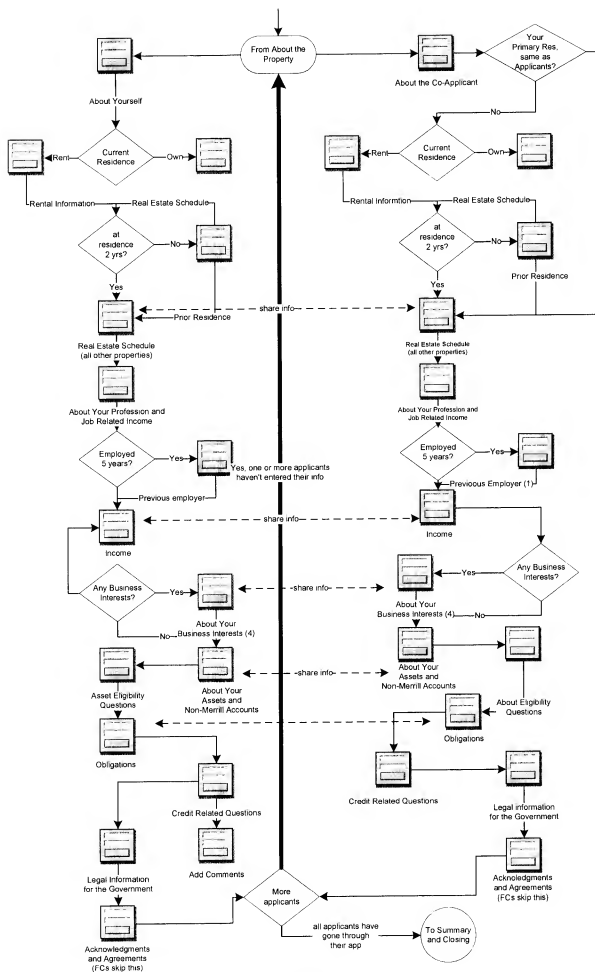 From About the
Property
About Yourself
Current
Residence
Rent
Own
Rental Information
Real Estate Schedule
at
residence
2 yrs?
No
Yes
Prior Residence
Real Estate Schedule
(all other properties)
About Your Profession and
Job Related Income
Employed
5 years?
Yes
Yes, one or more applicants
haven't entered their info
Previous employer
Income
Any Business
Interests?
Yes
No
About Your
Business Interests (4)
About Your
Assets and
Non-Merrill Accounts
Asset Eligibility
Questions
Obligations
Credit Related Questions
Add Comments
Legal Information
for the Government
Acknowledgments
and Agreements
(FCs skip this)
share info
share info
share info
share info
More
applicants
all applicants have
gone through
their app
To Summary
and Closing
About the Co-Applicant
Your
Primary Res,
same as
Applicants?
No
Current
Residence
Rent
Own
Rental Informtion
Real Estate Schedule
at
residence
2 yrs?
No
Yes
Prior Residence
Real Estate Schedule
(all other properties)
About Your Profession and
Job Related Income
Employed
5 years?
Yes
Previoous Employer (1)
Income
Any Business
Interests?
Yes
No
About Your
Business Interests (4)
About Your
Assets and
Non-Merrill Accounts
About Eligibility
Questions
Obligations
Credit Related Questions
Legal information
for the Government
Acknoledgments
and Agreements
(FCs skip this)